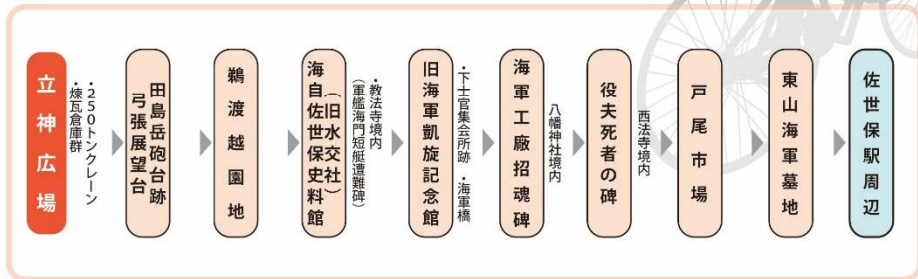 立神広場
・250トンクレーン
・煉瓦倉庫群
田島岳砲台跡
弓張展望台
鵜渡越園地
海自佐世保史料館
（旧水交社）
・教法寺境内
（軍艦海門短艇遭難碑）
旧海軍凱旋記念館
・下士官集会所跡　・海軍橋
海軍工廠招魂碑
八幡神社境内
役夫死者の碑
西法寺境内
戸尾市場
東山海軍墓地
佐世保駅周辺